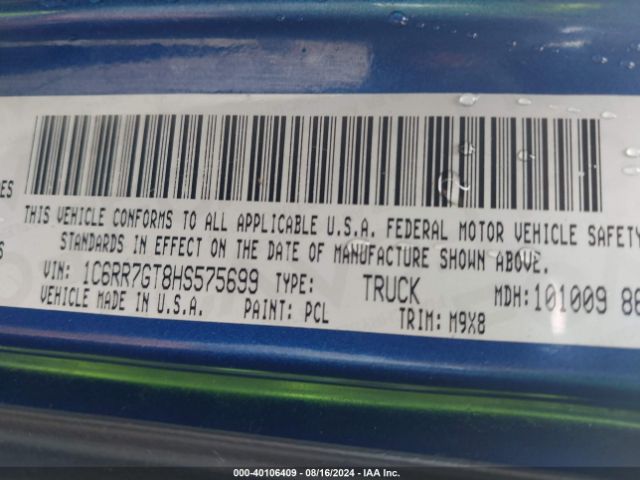 ES
THIS VEHICLE CONFORMS TO ALL APPLICABLE U.S.A. FEDERAL MOTOR VEHICLE SAFETY
S STANDARDS IN EFFECT ON THE DATE OF MANUFACTURE SHOWN ABOVE.
VIN: 1C6RR7GT8HS575699 TYPE: TRUCK MDH:101009 88
VEHICLE MADE IN U.S.A. PAINT: PCL TRIM: M9X8
000-40106409 - 08/16/2024 - IAA Inc.